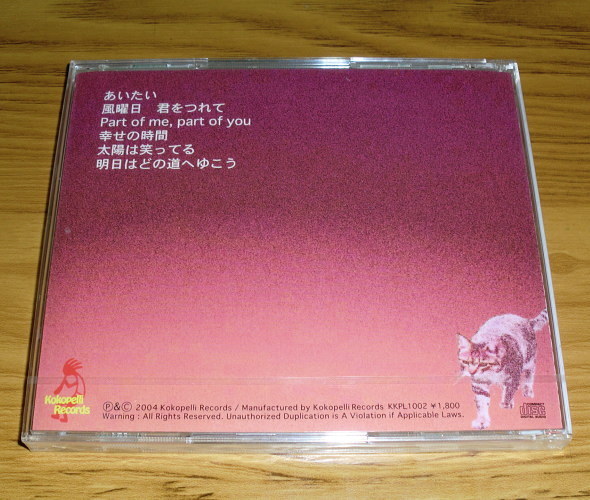 あいたい
風曜日　君をつれて
Part of me, part of you
幸せの時間
太陽は笑ってる
明日はどの道へゆこう
Kokopelli
Records
Ⓟ&Ⓒ 2004 Kokopelli Records / Manufactured by Kokopelli Records KKPL1002 ¥1,800
Warning : All Rights Reserved. Unauthorized Duplication is A Violation if Applicable Laws.